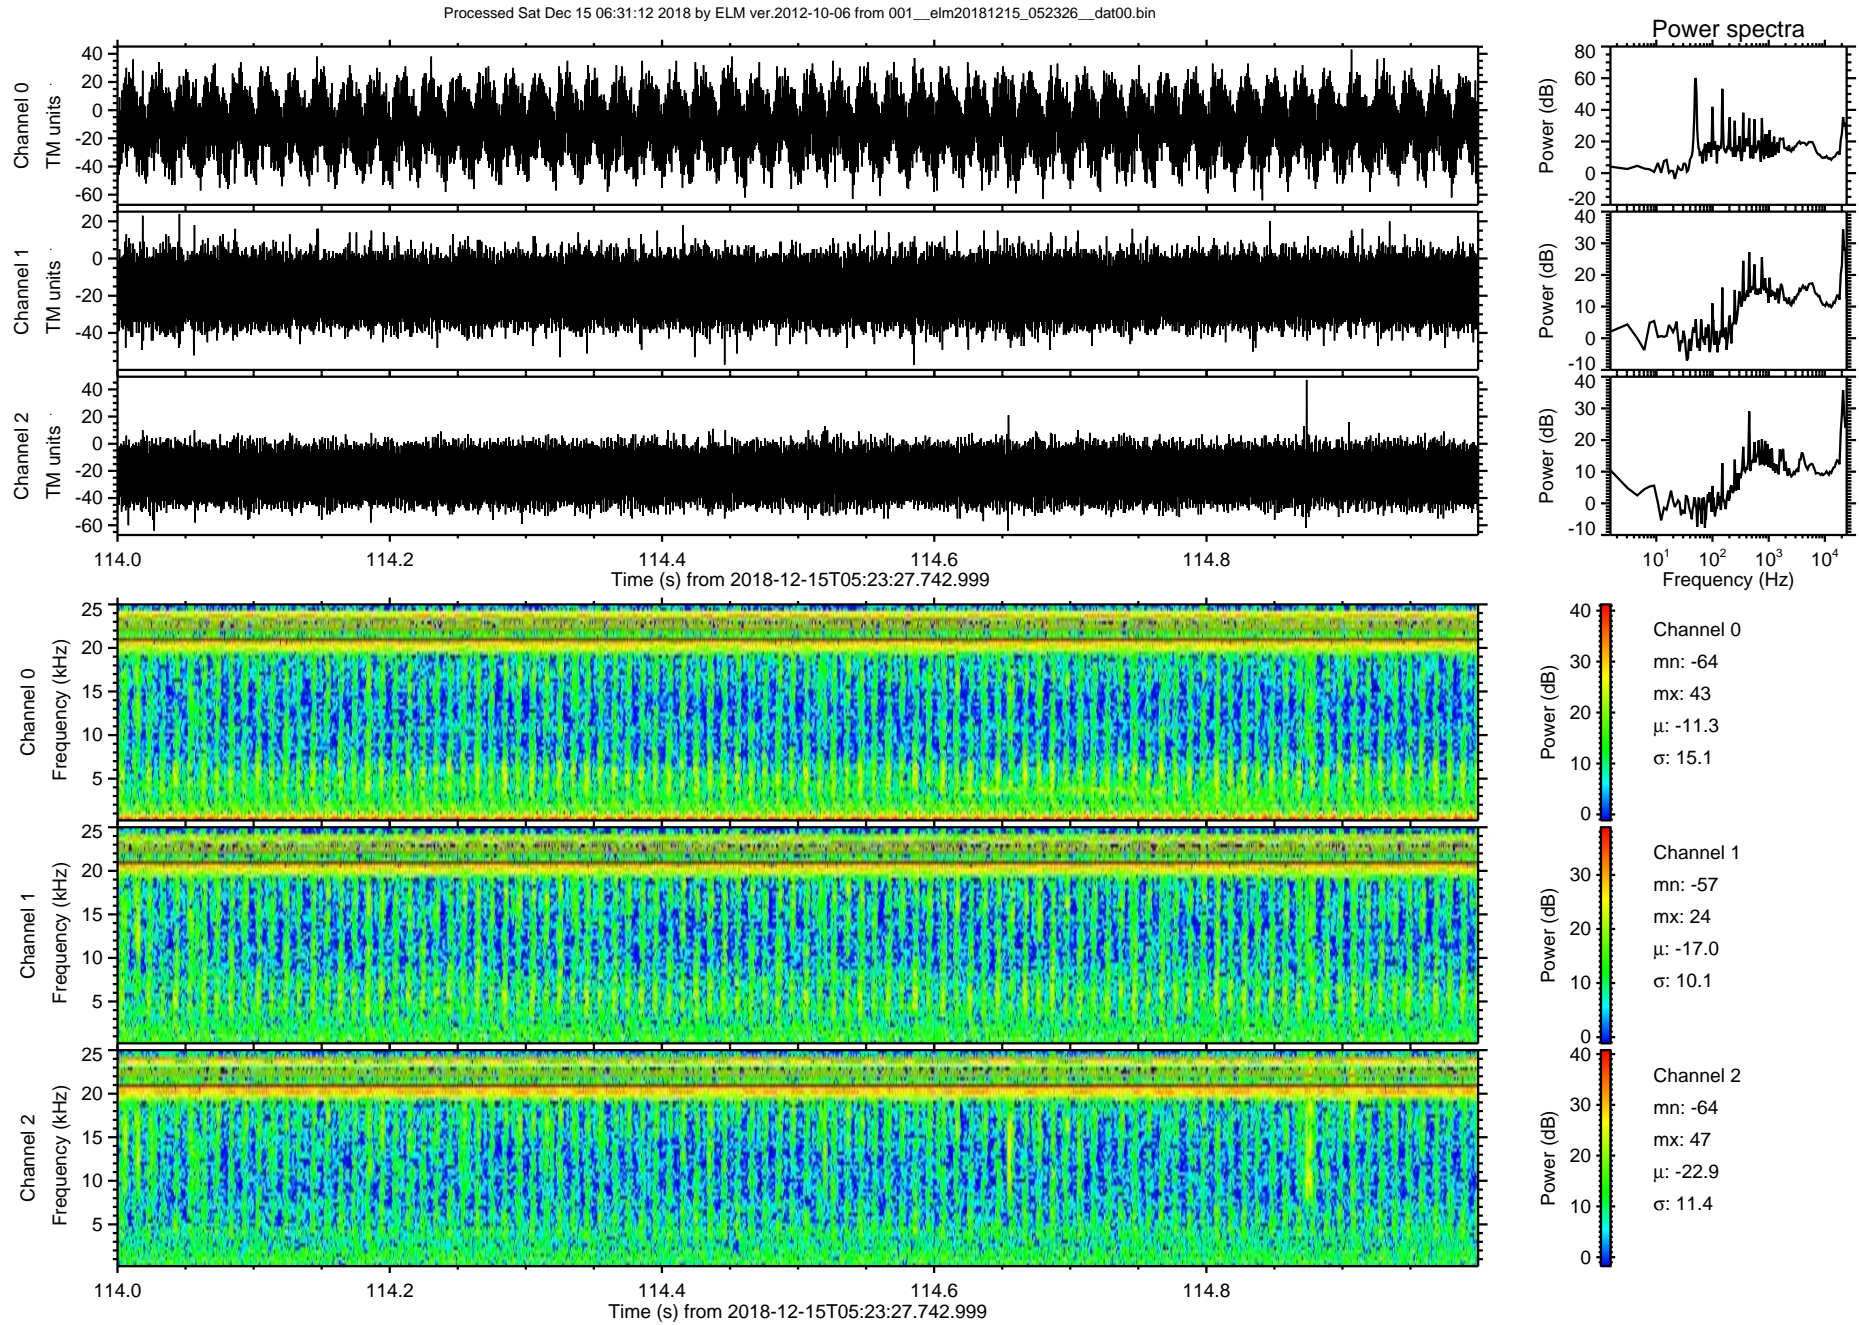 Processed Sat Dec 15 06:31:12 2018 by ELM ver.2012-10-06 from 001__elm20181215_052326__dat00.bin
Power spectra
Channel 0
TM units
40
20
0
-20
-40
-60
Power (dB)
80
60
40
20
0
-20
Channel 1
TM units
20
0
-20
-40
Power (dB)
40
30
20
10
0
-10
Channel 2
TM units
40
20
0
-20
-40
-60
Power (dB)
40
30
20
10
0
-10
114.0 114.2 114.4 114.6 114.8
Time (s) from 2018-12-15T05:23:27.742.999
10^1 10^2 10^3 10^4
Frequency (Hz)
Channel 0
Frequency (kHz)
25
20
15
10
5
Power (dB)
40
30
20
10
0
Channel 0
mn: -64
mx: 43
μ: -11.3
σ: 15.1
Channel 1
Frequency (kHz)
25
20
15
10
5
Power (dB)
30
20
10
0
Channel 1
mn: -57
mx: 24
μ: -17.0
σ: 10.1
Channel 2
Frequency (kHz)
25
20
15
10
5
Power (dB)
40
30
20
10
0
Channel 2
mn: -64
mx: 47
μ: -22.9
σ: 11.4
114.0 114.2 114.4 114.6 114.8
Time (s) from 2018-12-15T05:23:27.742.999